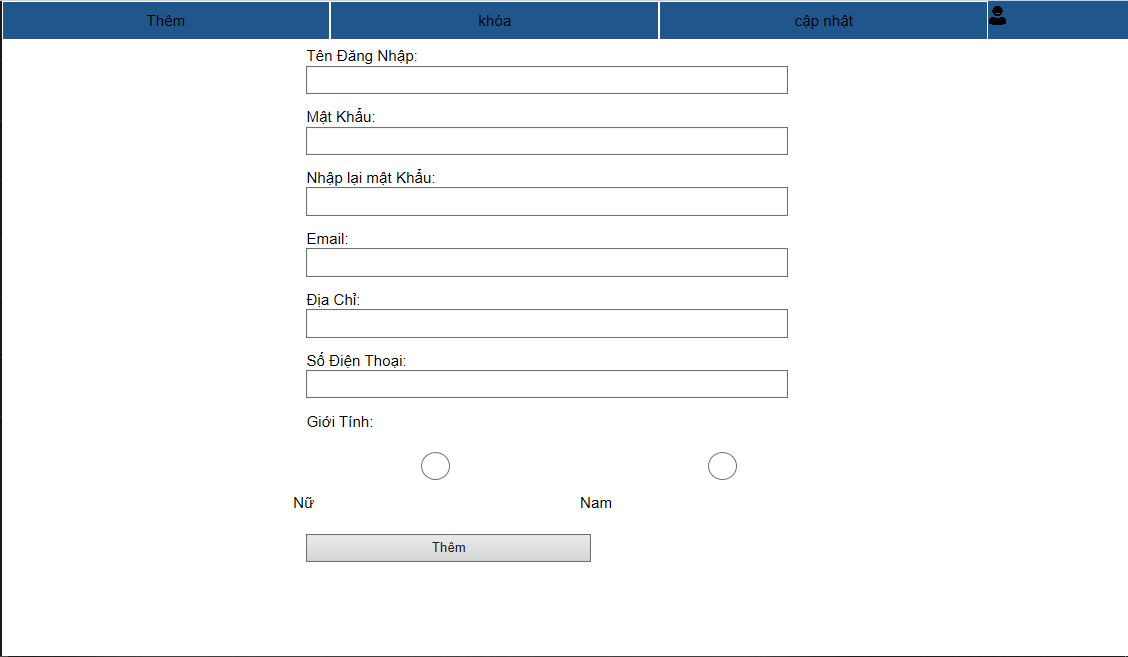 Thêm khóa cập nhật
Tên Đăng Nhập:
Mật Khẩu:
Nhập lại mật Khẩu:
Email:
Địa Chỉ:
Số Điện Thoại:
Giới Tính:
Nữ Nam
Thêm